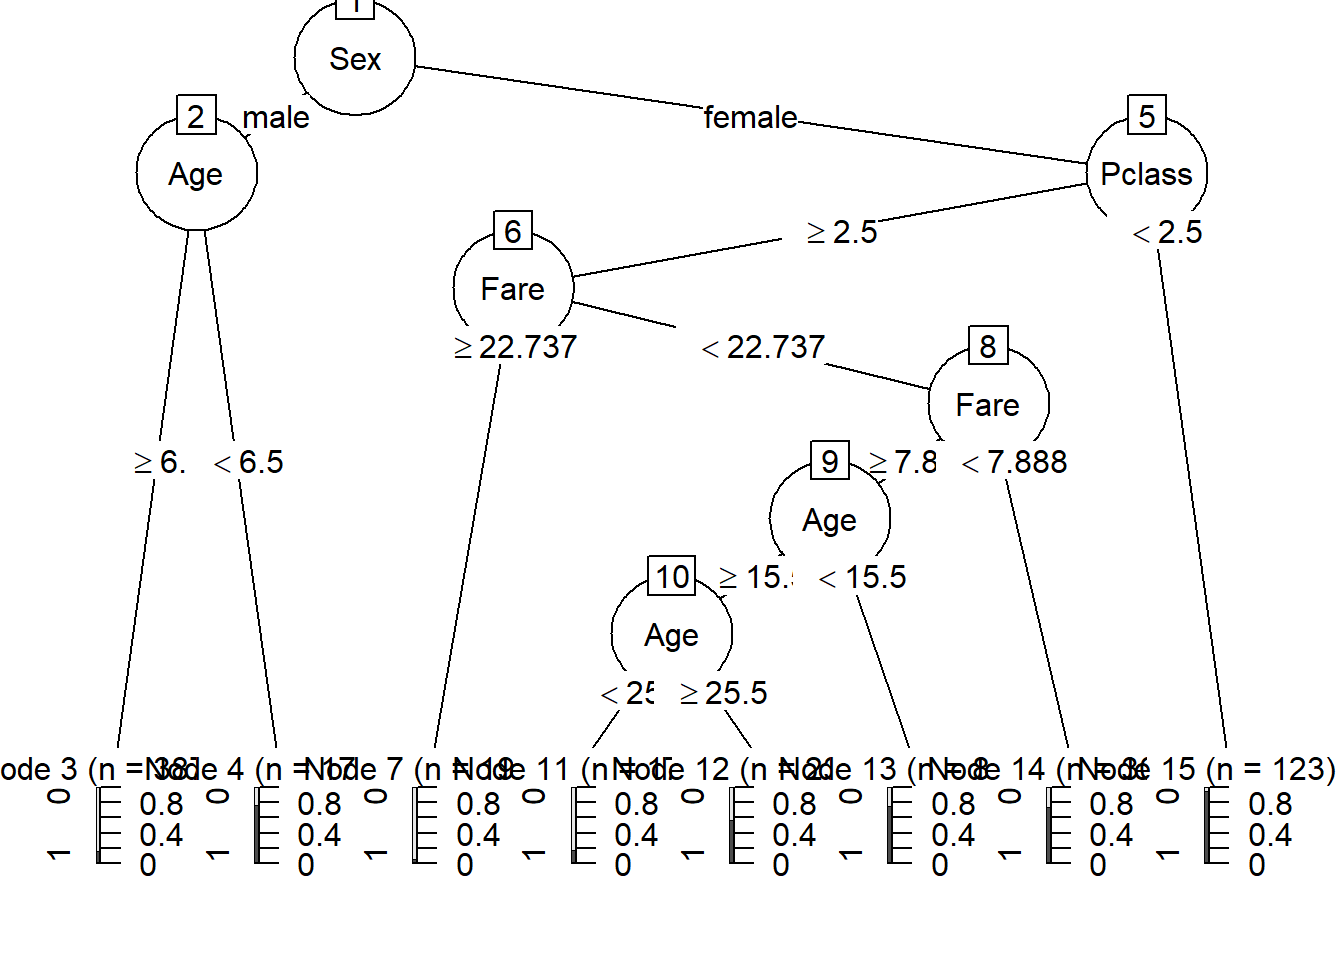 1
Sex
2
male
female
5
Age
Pclass
6
≥ 2.5
< 2.5
Fare
≥ 22.737
< 22.737
8
Fare
≥ 6.
< 6.5
9
≥ 7.8
< 7.888
Age
10
≥ 15.
< 15.5
Age
< 25
≥ 25.5
ode 3 (n = 38
Node 4 (n = 17
Node 7 (n = 19
Node 11 (n = 1
Node 12 (n = 2
Node 13 (n = 8
Node 14 (n = 3
Node 15 (n = 123)
0 1 0.8 0.4 0
0 1 0.8 0.4 0
0 1 0.8 0.4 0
0 1 0.8 0.4 0
0 1 0.8 0.4 0
0 1 0.8 0.4 0
0 1 0.8 0.4 0
0 1 0.8 0.4 0